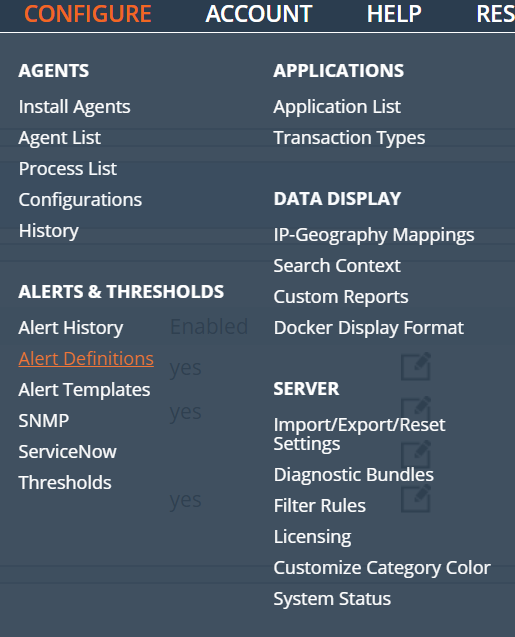 CONFIGURE ACCOUNT HELP RES
AGENTS
Install Agents
Agent List
Process List
Configurations
History
ALERTS & THRESHOLDS
Alert History
Alert Definitions
Alert Templates
SNMP
ServiceNow
Thresholds
Enabled
yes
yes
yes
APPLICATIONS
Application List
Transaction Types
DATA DISPLAY
IP-Geography Mappings
Search Context
Custom Reports
Docker Display Format
SERVER
Import/Export/Reset
Settings
Diagnostic Bundles
Filter Rules
Licensing
Customize Category Color
System Status